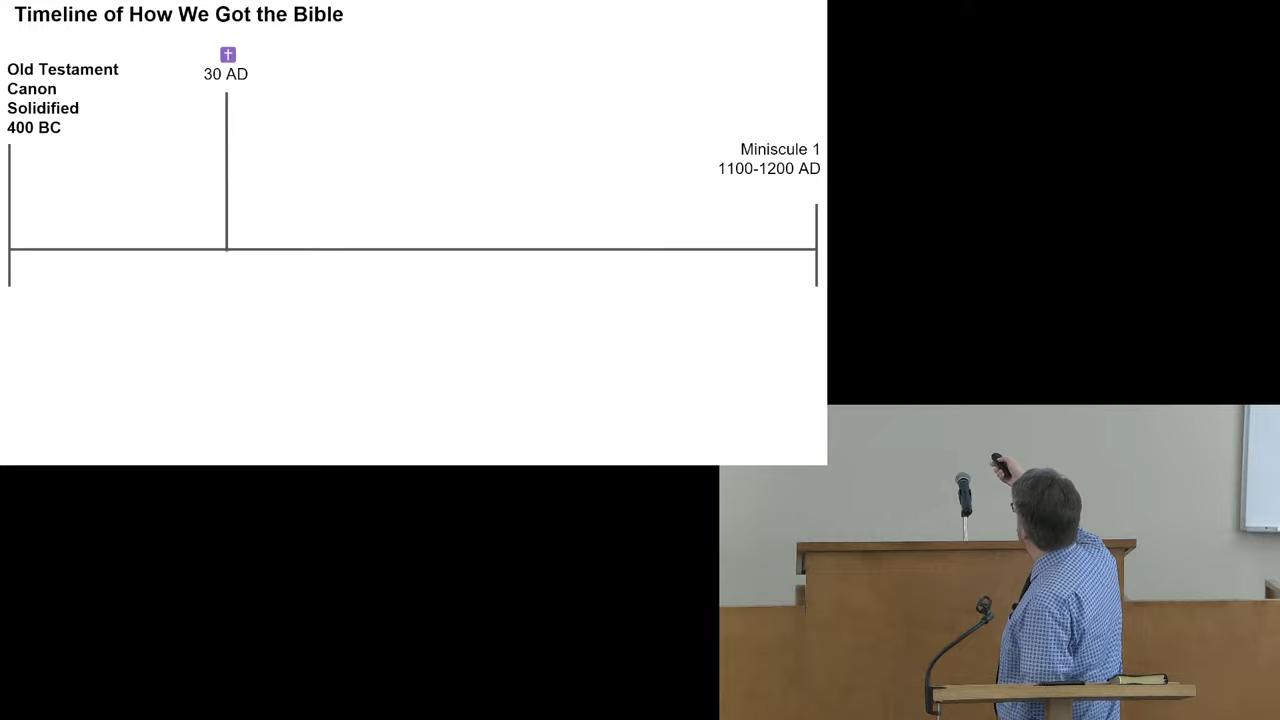 Timeline of How We Got the Bible
✝
30 AD
Old Testament
Canon
Solidified
400 BC
Miniscule 1
1100-1200 AD